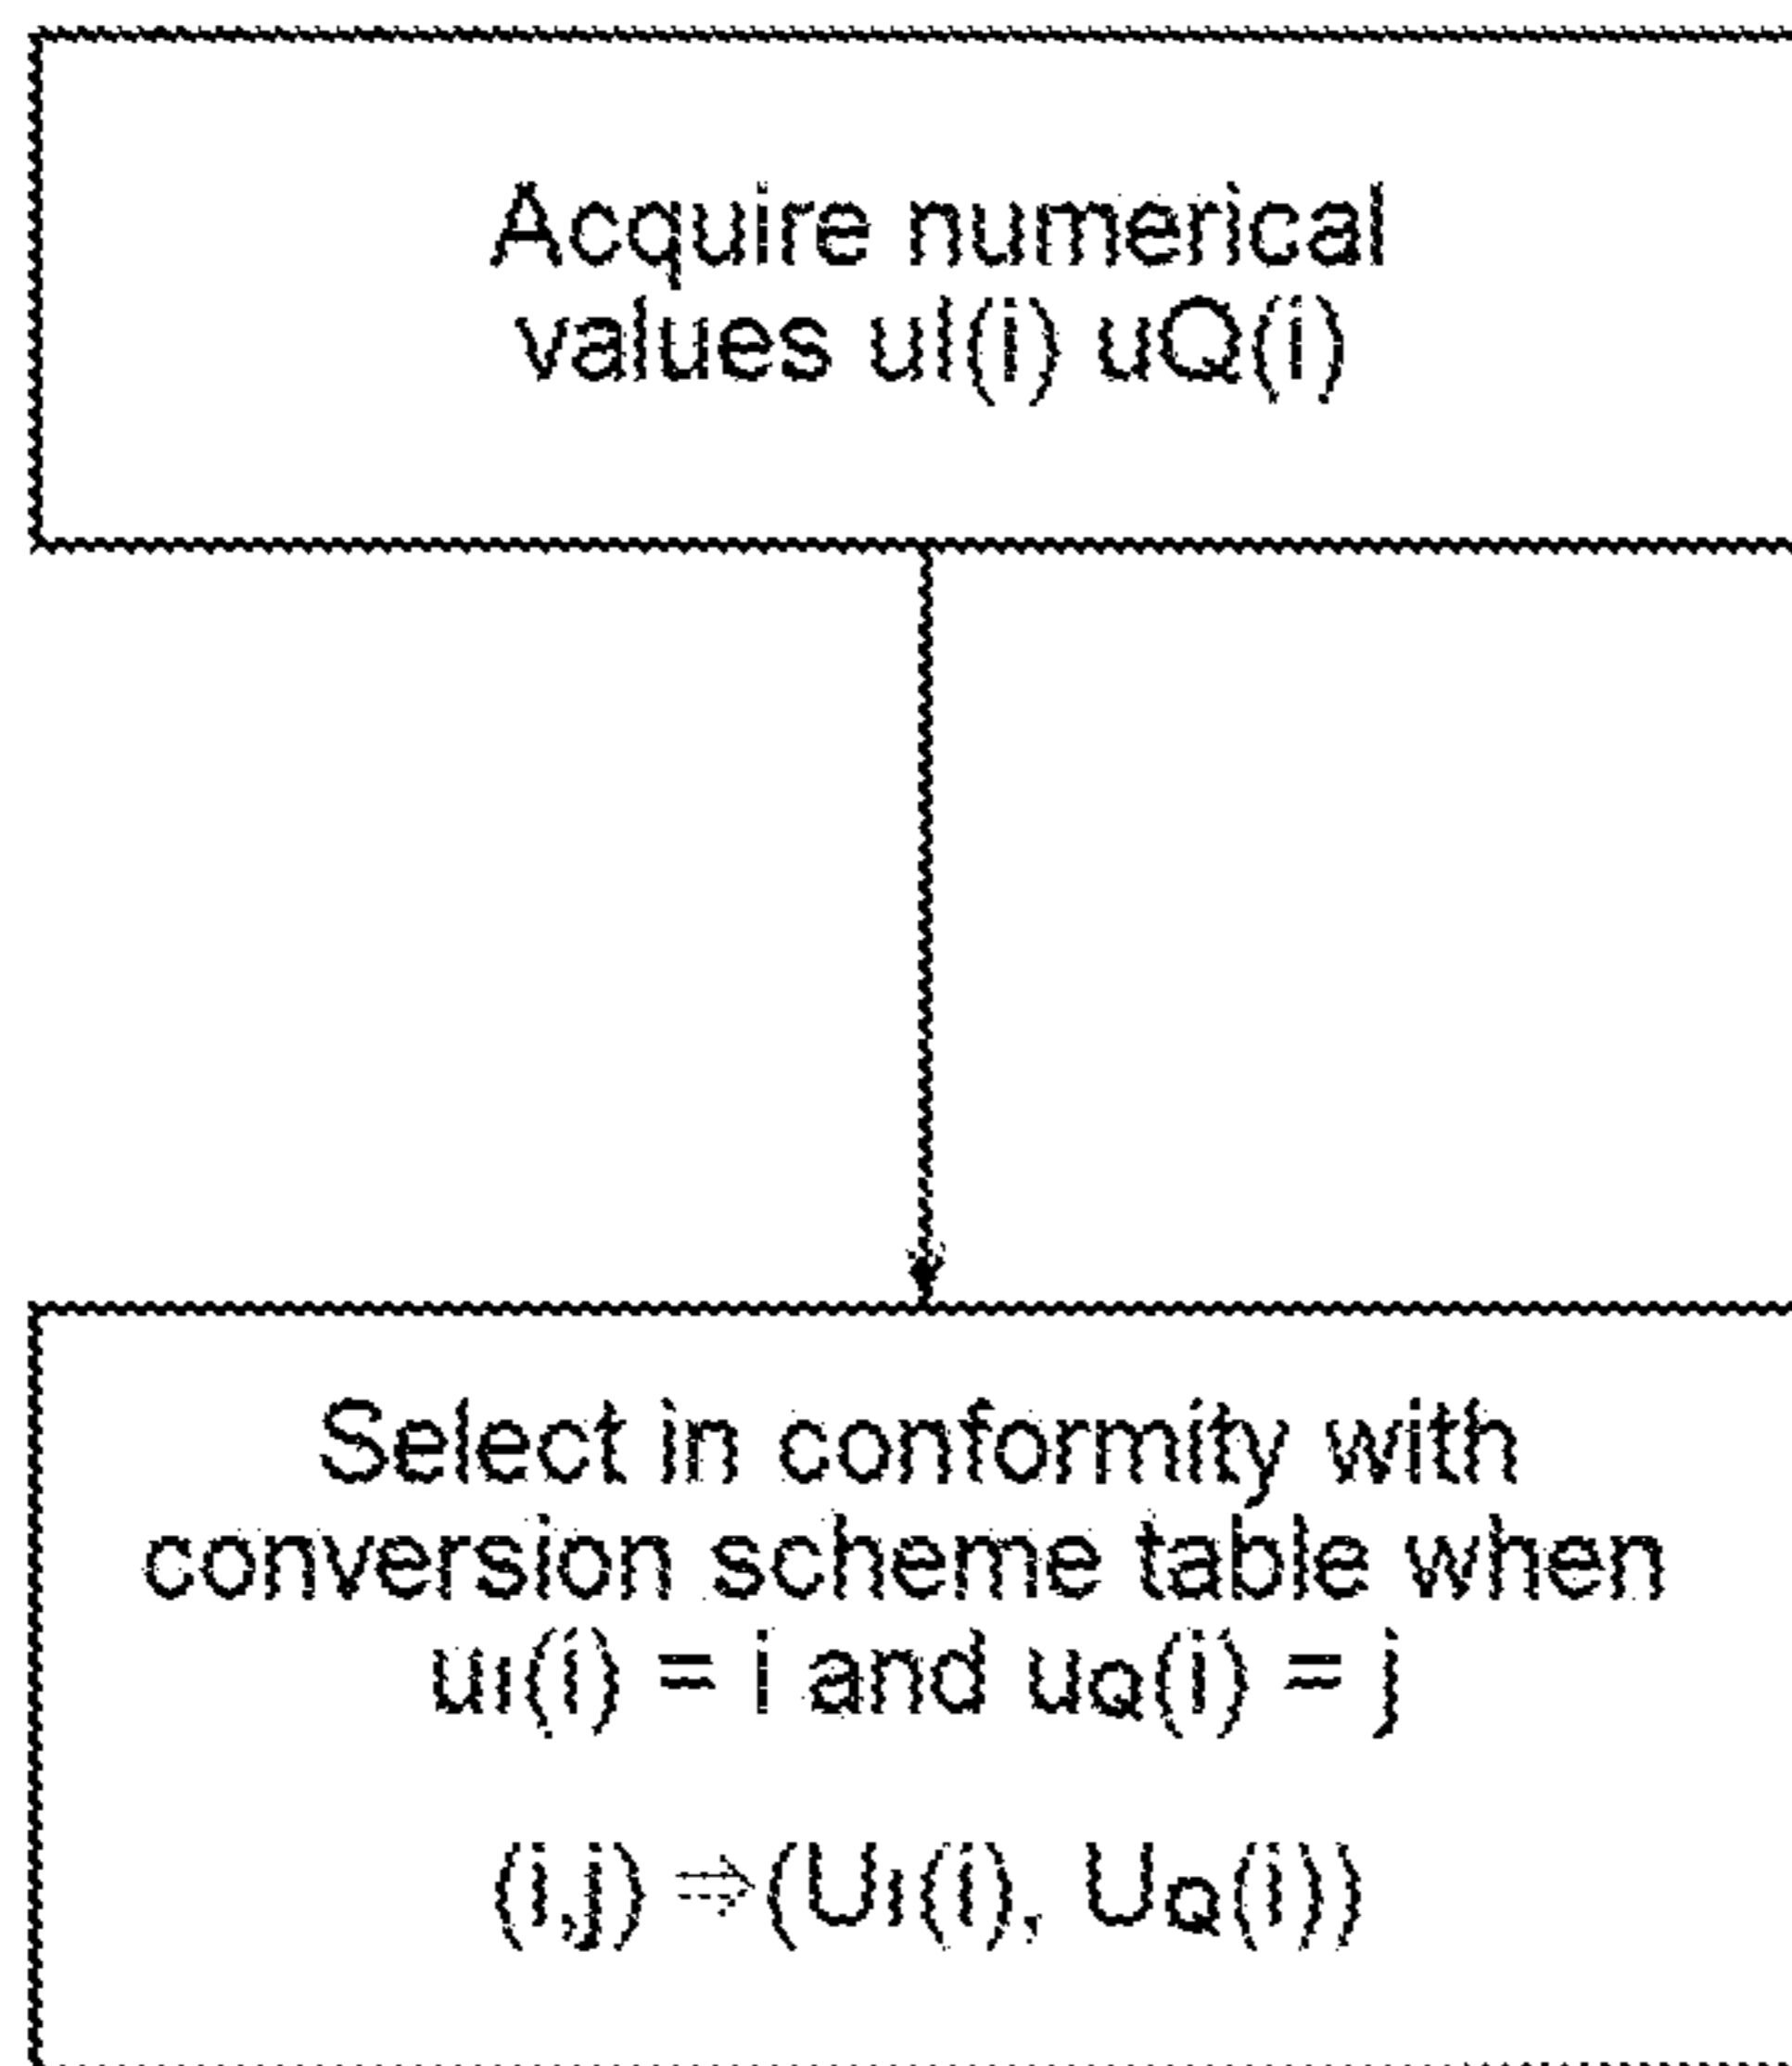 Acquire numerical
values uI(i) uQ(i)
Select in conformity with
conversion scheme table when
uI(i) = i and uQ(i) = j
(i,j) ⇒(UI(i), UQ(i))